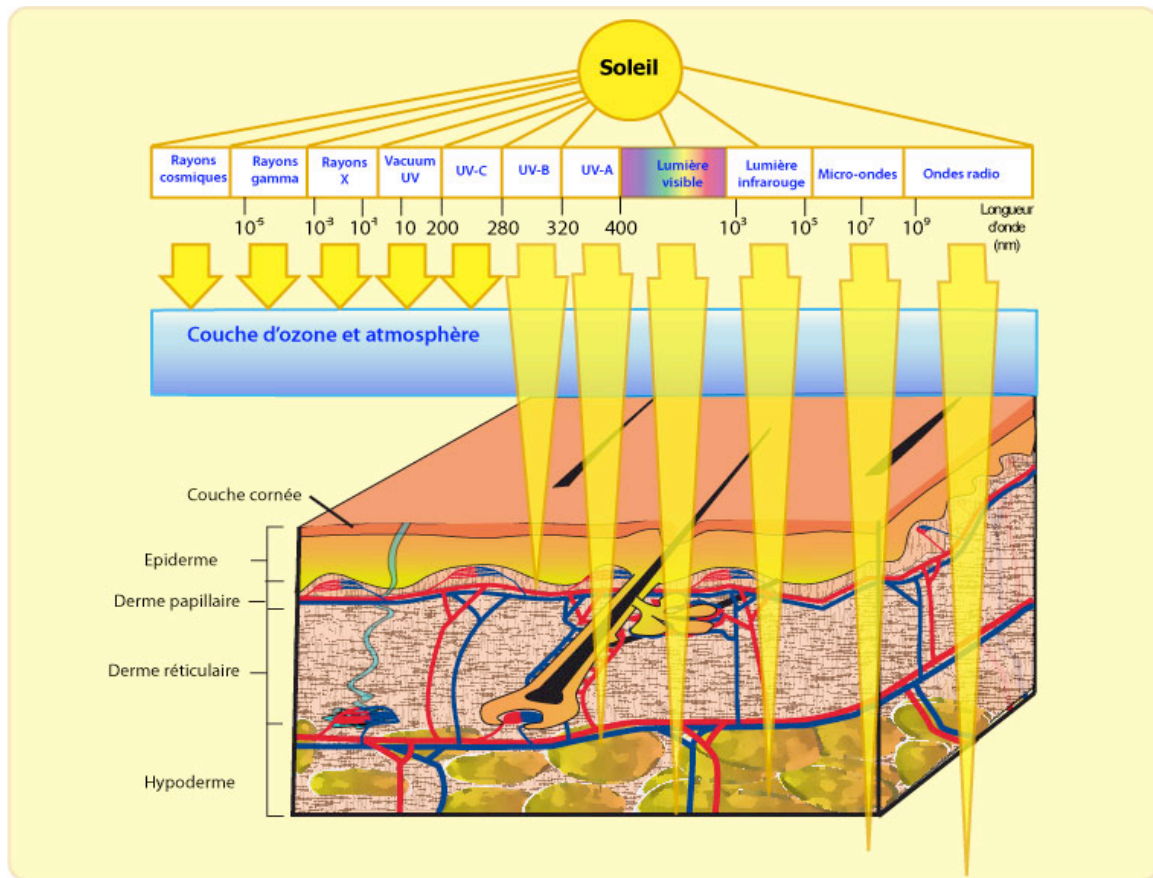 Soleil
Rayons
cosmiques
Rayons
gamma
Rayons
X
Vacuum
UV
UV-C
UV-B
UV-A
Lumière
visible
Lumière
infrarouge
Micro-ondes
Ondes radio
10⁻⁵
10⁻³
10⁻¹
10
200
280
320
400
10³
10⁵
10⁷
10⁹
Longueur
d'onde
(nm)
Couche d'ozone et atmosphère
Couche cornée
Epiderme
Derme papillaire
Derme réticulaire
Hypoderme